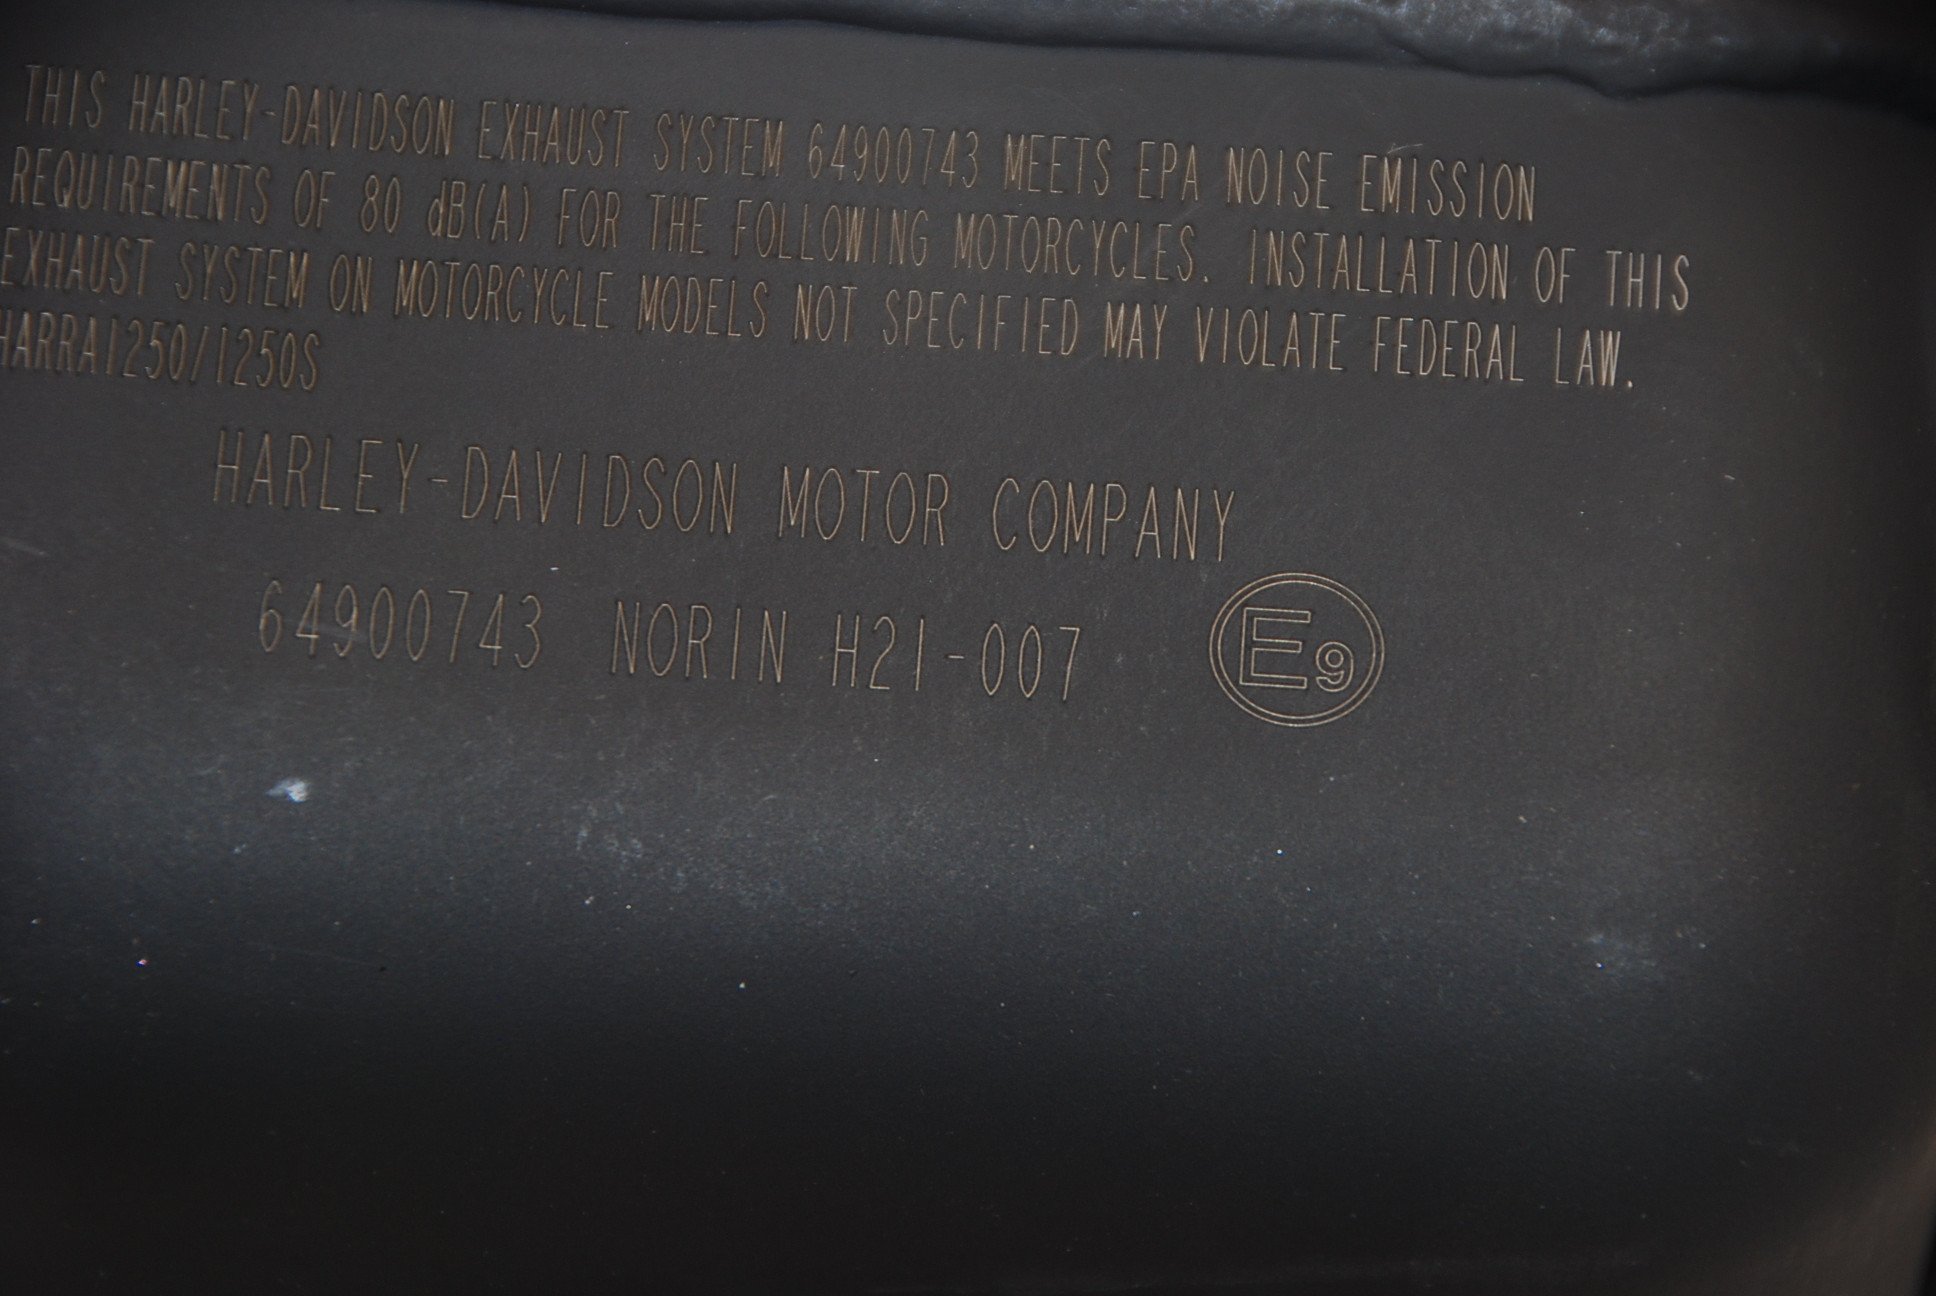 THIS HARLEY-DAVIDSON EXHAUST SYSTEM 64900743 MEETS EPA NOISE EMISSION
REQUIREMENTS OF 80 dB(A) FOR THE FOLLOWING MOTORCYCLES. INSTALLATION OF THIS
EXHAUST SYSTEM ON MOTORCYCLE MODELS NOT SPECIFIED MAY VIOLATE FEDERAL LAW.
HARRA1250/1250S
HARLEY-DAVIDSON MOTOR COMPANY
64900743 NORIN H21-007 E9